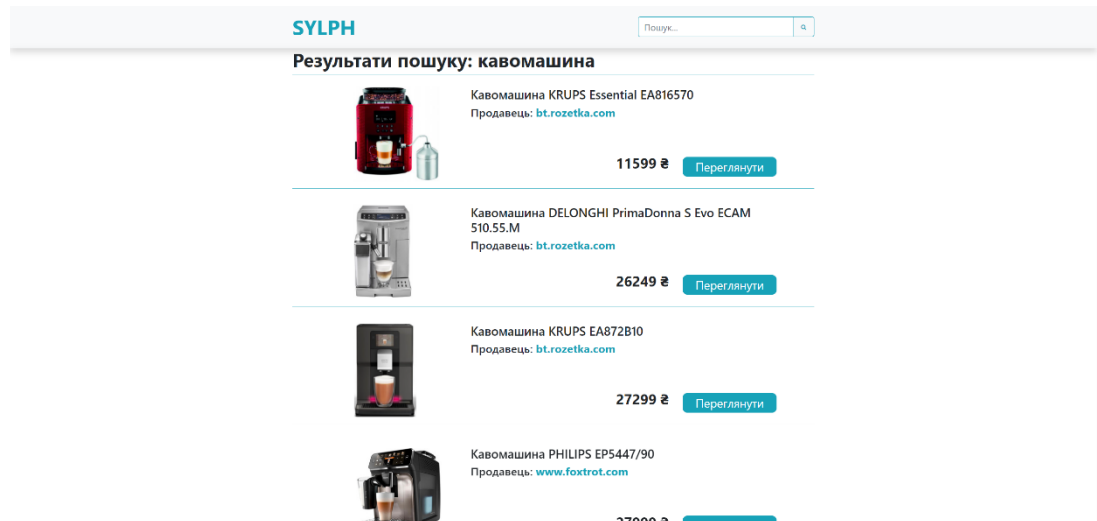 SYLPH
Пошук...
Результати пошуку: кавомашина
Кавомашина KRUPS Essential EA816570
Продавець: bt.rozetka.com
11599 ₴ Переглянути
Кавомашина DELONGHI PrimaDonna S Evo ECAM
510.55.M
Продавець: bt.rozetka.com
26249 ₴ Переглянути
Кавомашина KRUPS EA872B10
Продавець: bt.rozetka.com
27299 ₴ Переглянути
Кавомашина PHILIPS EP5447/90
Продавець: www.foxtrot.com